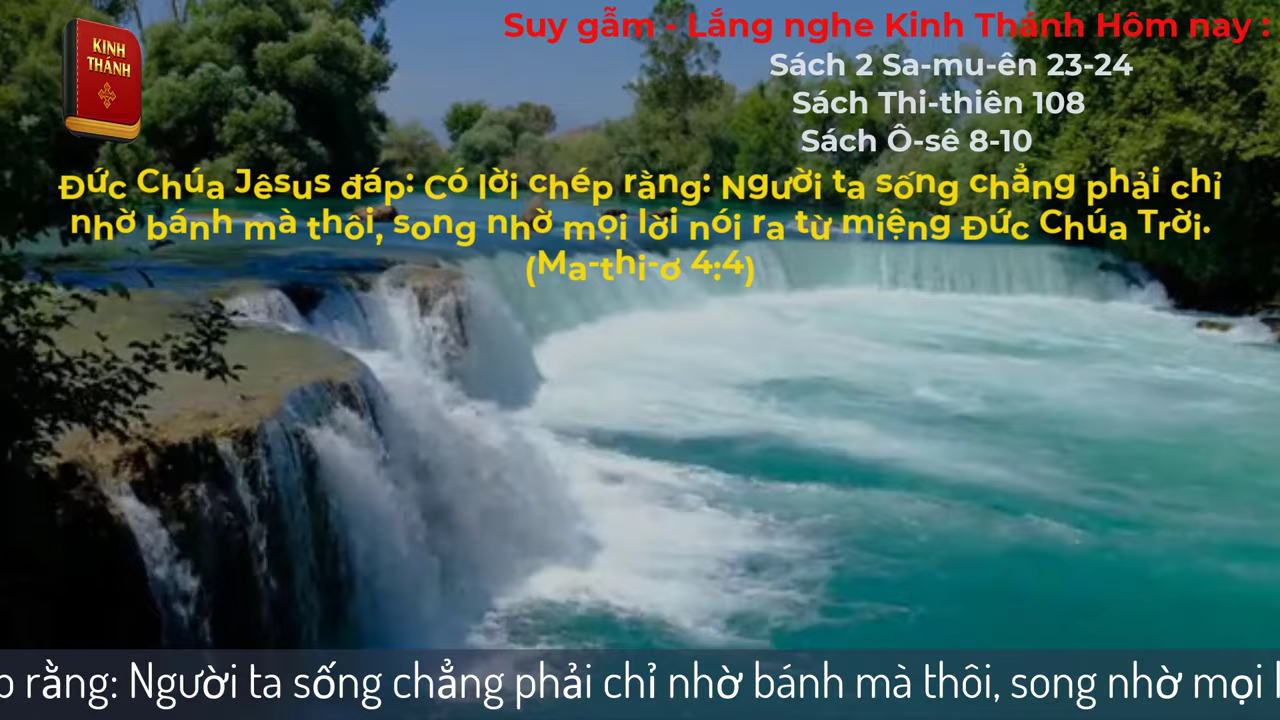 KINH
THÁNH
Suy gẫm - Lắng nghe Kinh Thánh Hôm nay :
Sách 2 Sa-mu-ên 23-24
Sách Thi-thiên 108
Sách Ô-sê 8-10
Đức Chúa Jêsus đáp: Có lời chép rằng: Người ta sống chẳng phải chỉ
nhờ bánh mà thôi, song nhờ mọi lời nói ra từ miệng Đức Chúa Trời.
(Ma-thi-ơ 4:4)
rằng: Người ta sống chẳng phải chỉ nhờ bánh mà thôi, song nhờ mọi